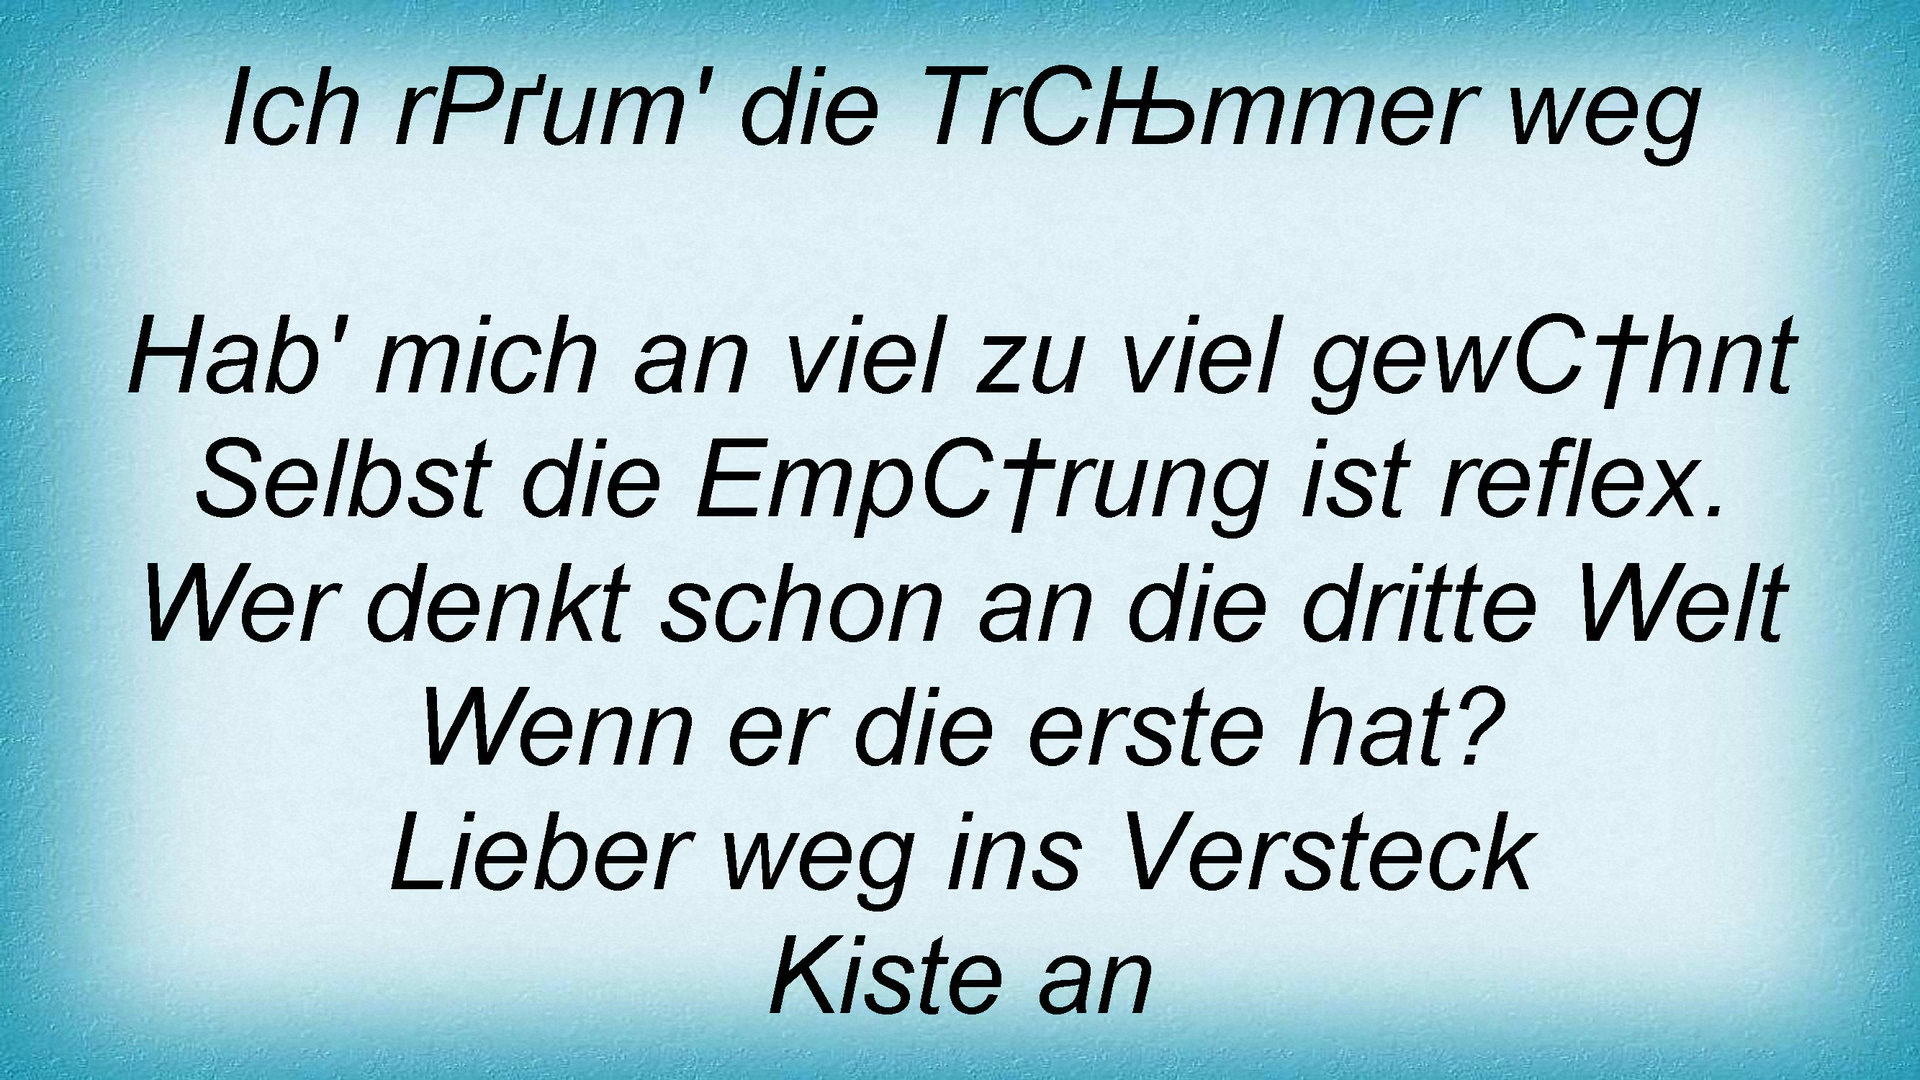 Ich rPґum' die TrCЊmmer weg
Hab' mich an viel zu viel gewC†hnt
Selbst die EmpC†rung ist reflex.
Wer denkt schon an die dritte Welt
Wenn er die erste hat?
Lieber weg ins Versteck
Kiste an